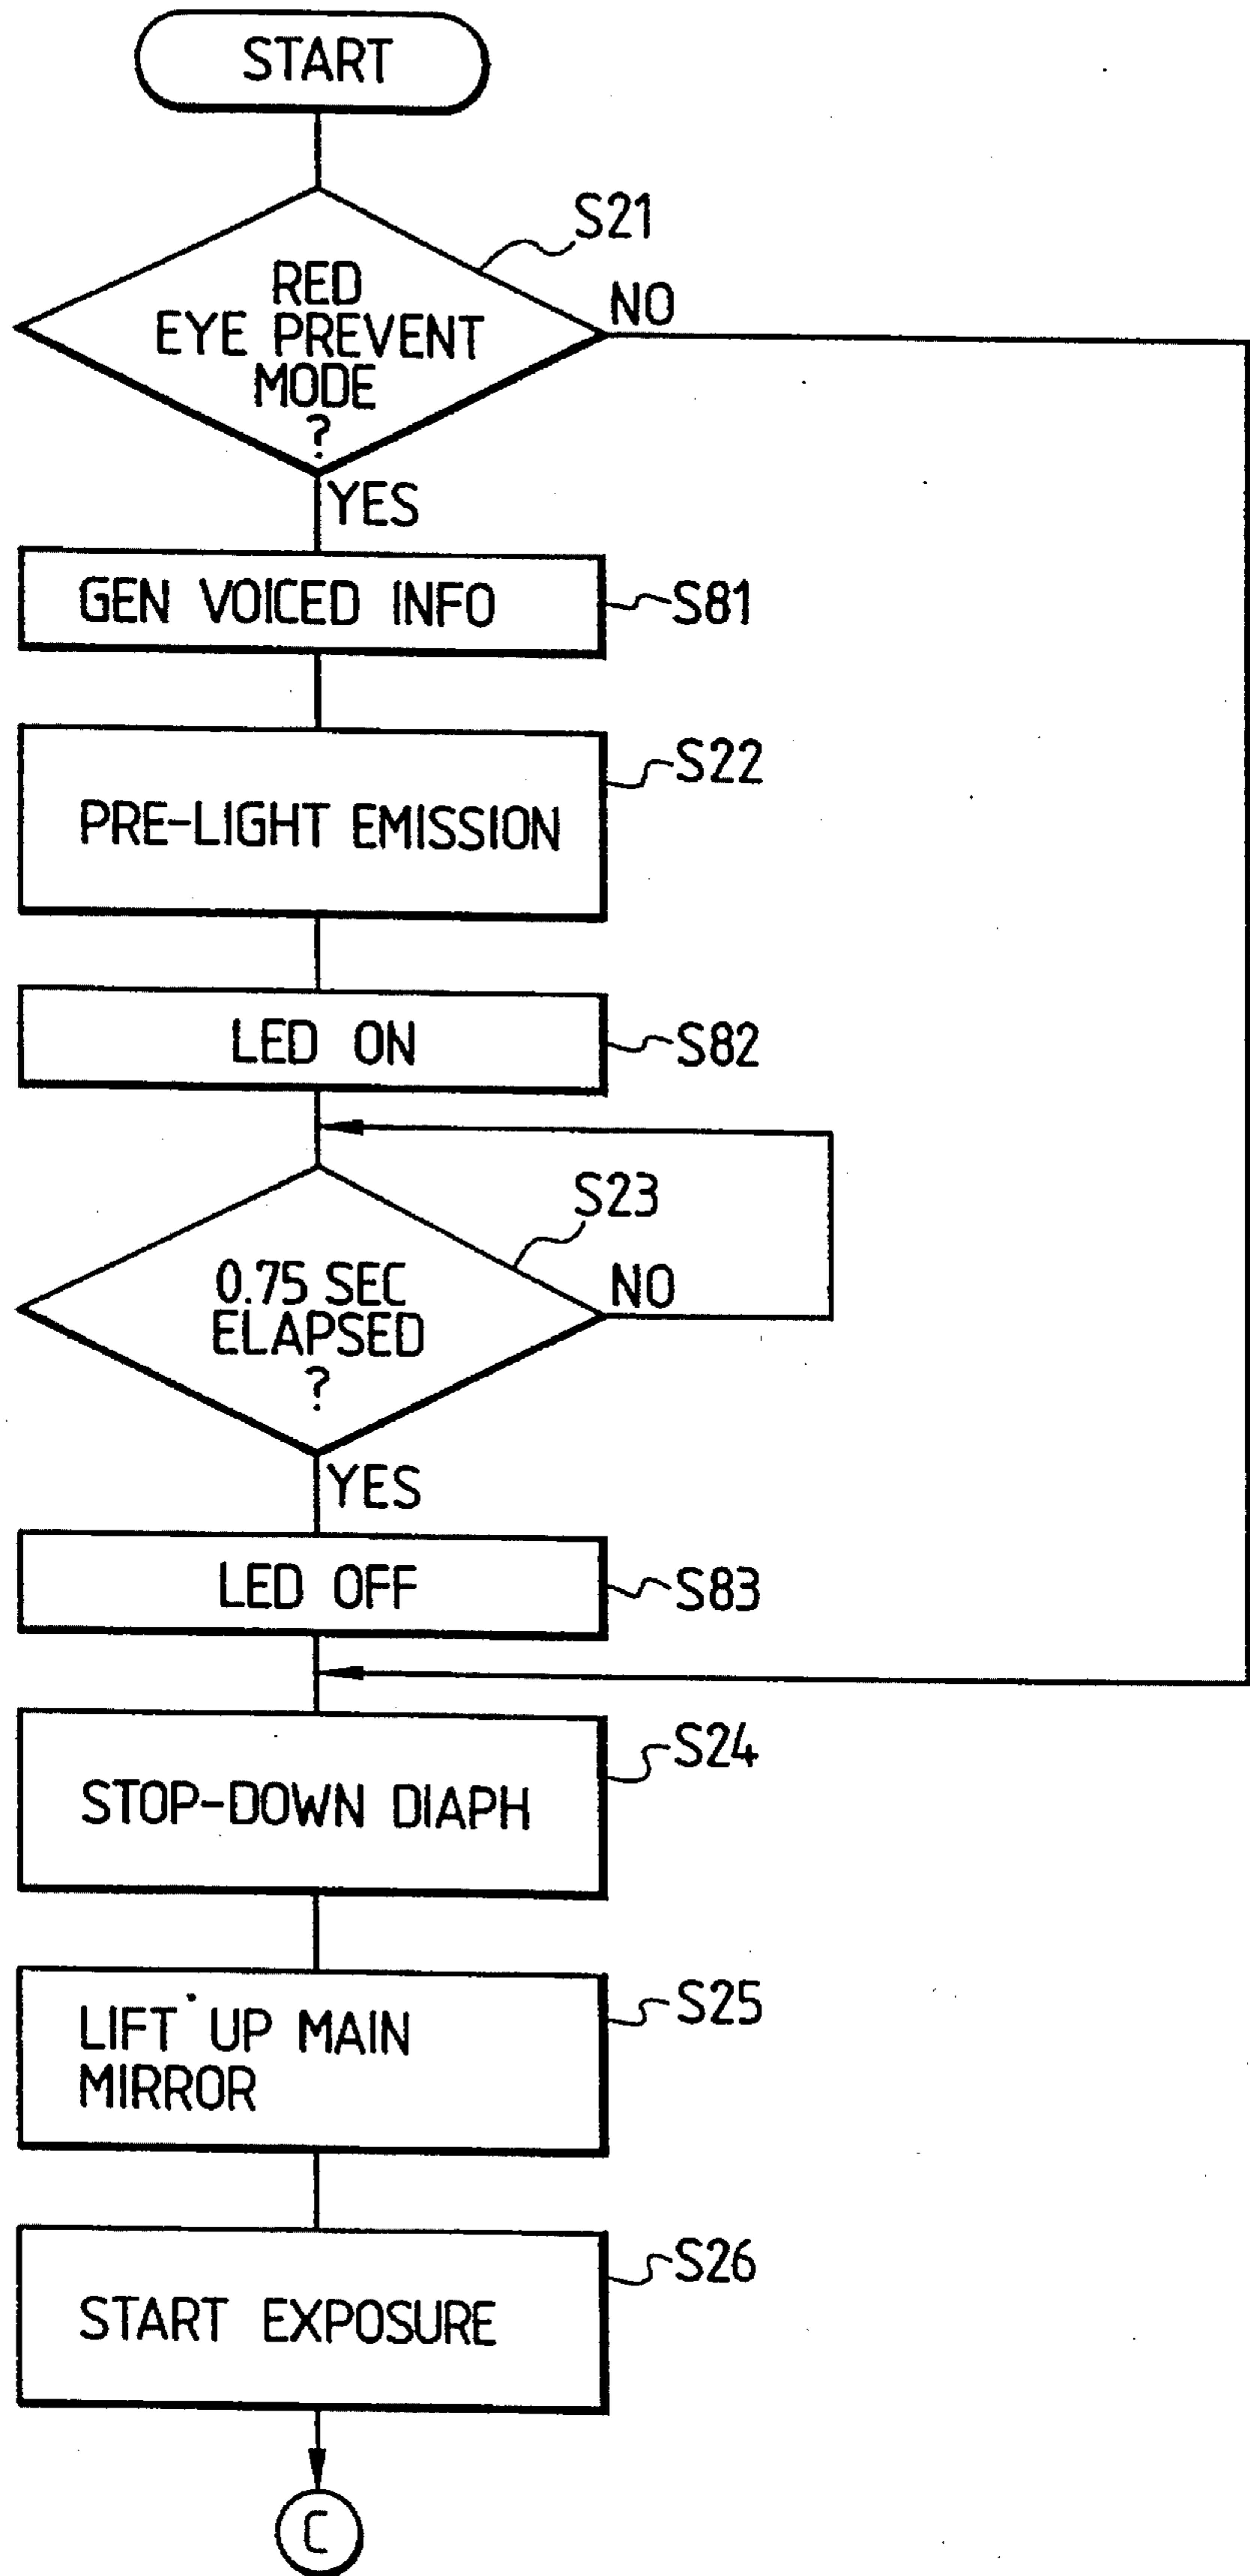 START
S21
RED
EYE PREVENT
MODE
?
NO
YES
GEN VOICED INFO
S81
S22
PRE-LIGHT EMISSION
LED ON
S82
S23
0.75 SEC
ELAPSED
?
NO
YES
LED OFF
S83
S24
STOP-DOWN DIAPH
S25
LIFT UP MAIN
MIRROR
S26
START EXPOSURE
C